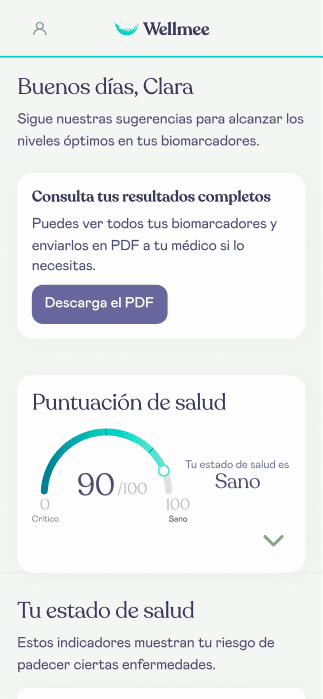 Wellmee
Buenos días, Clara
Sigue nuestras sugerencias para alcanzar los
niveles óptimos en tus biomarcadores.
Consulta tus resultados completos
Puedes ver todos tus biomarcadores y
enviarlos en PDF a tu médico si lo
necesitas.
Descarga el PDF
Puntuación de salud
90 /100
0
Crítico
100
Sano
Tu estado de salud es
Sano
Tu estado de salud
Estos indicadores muestran tu riesgo de
padecer ciertas enfermedades.